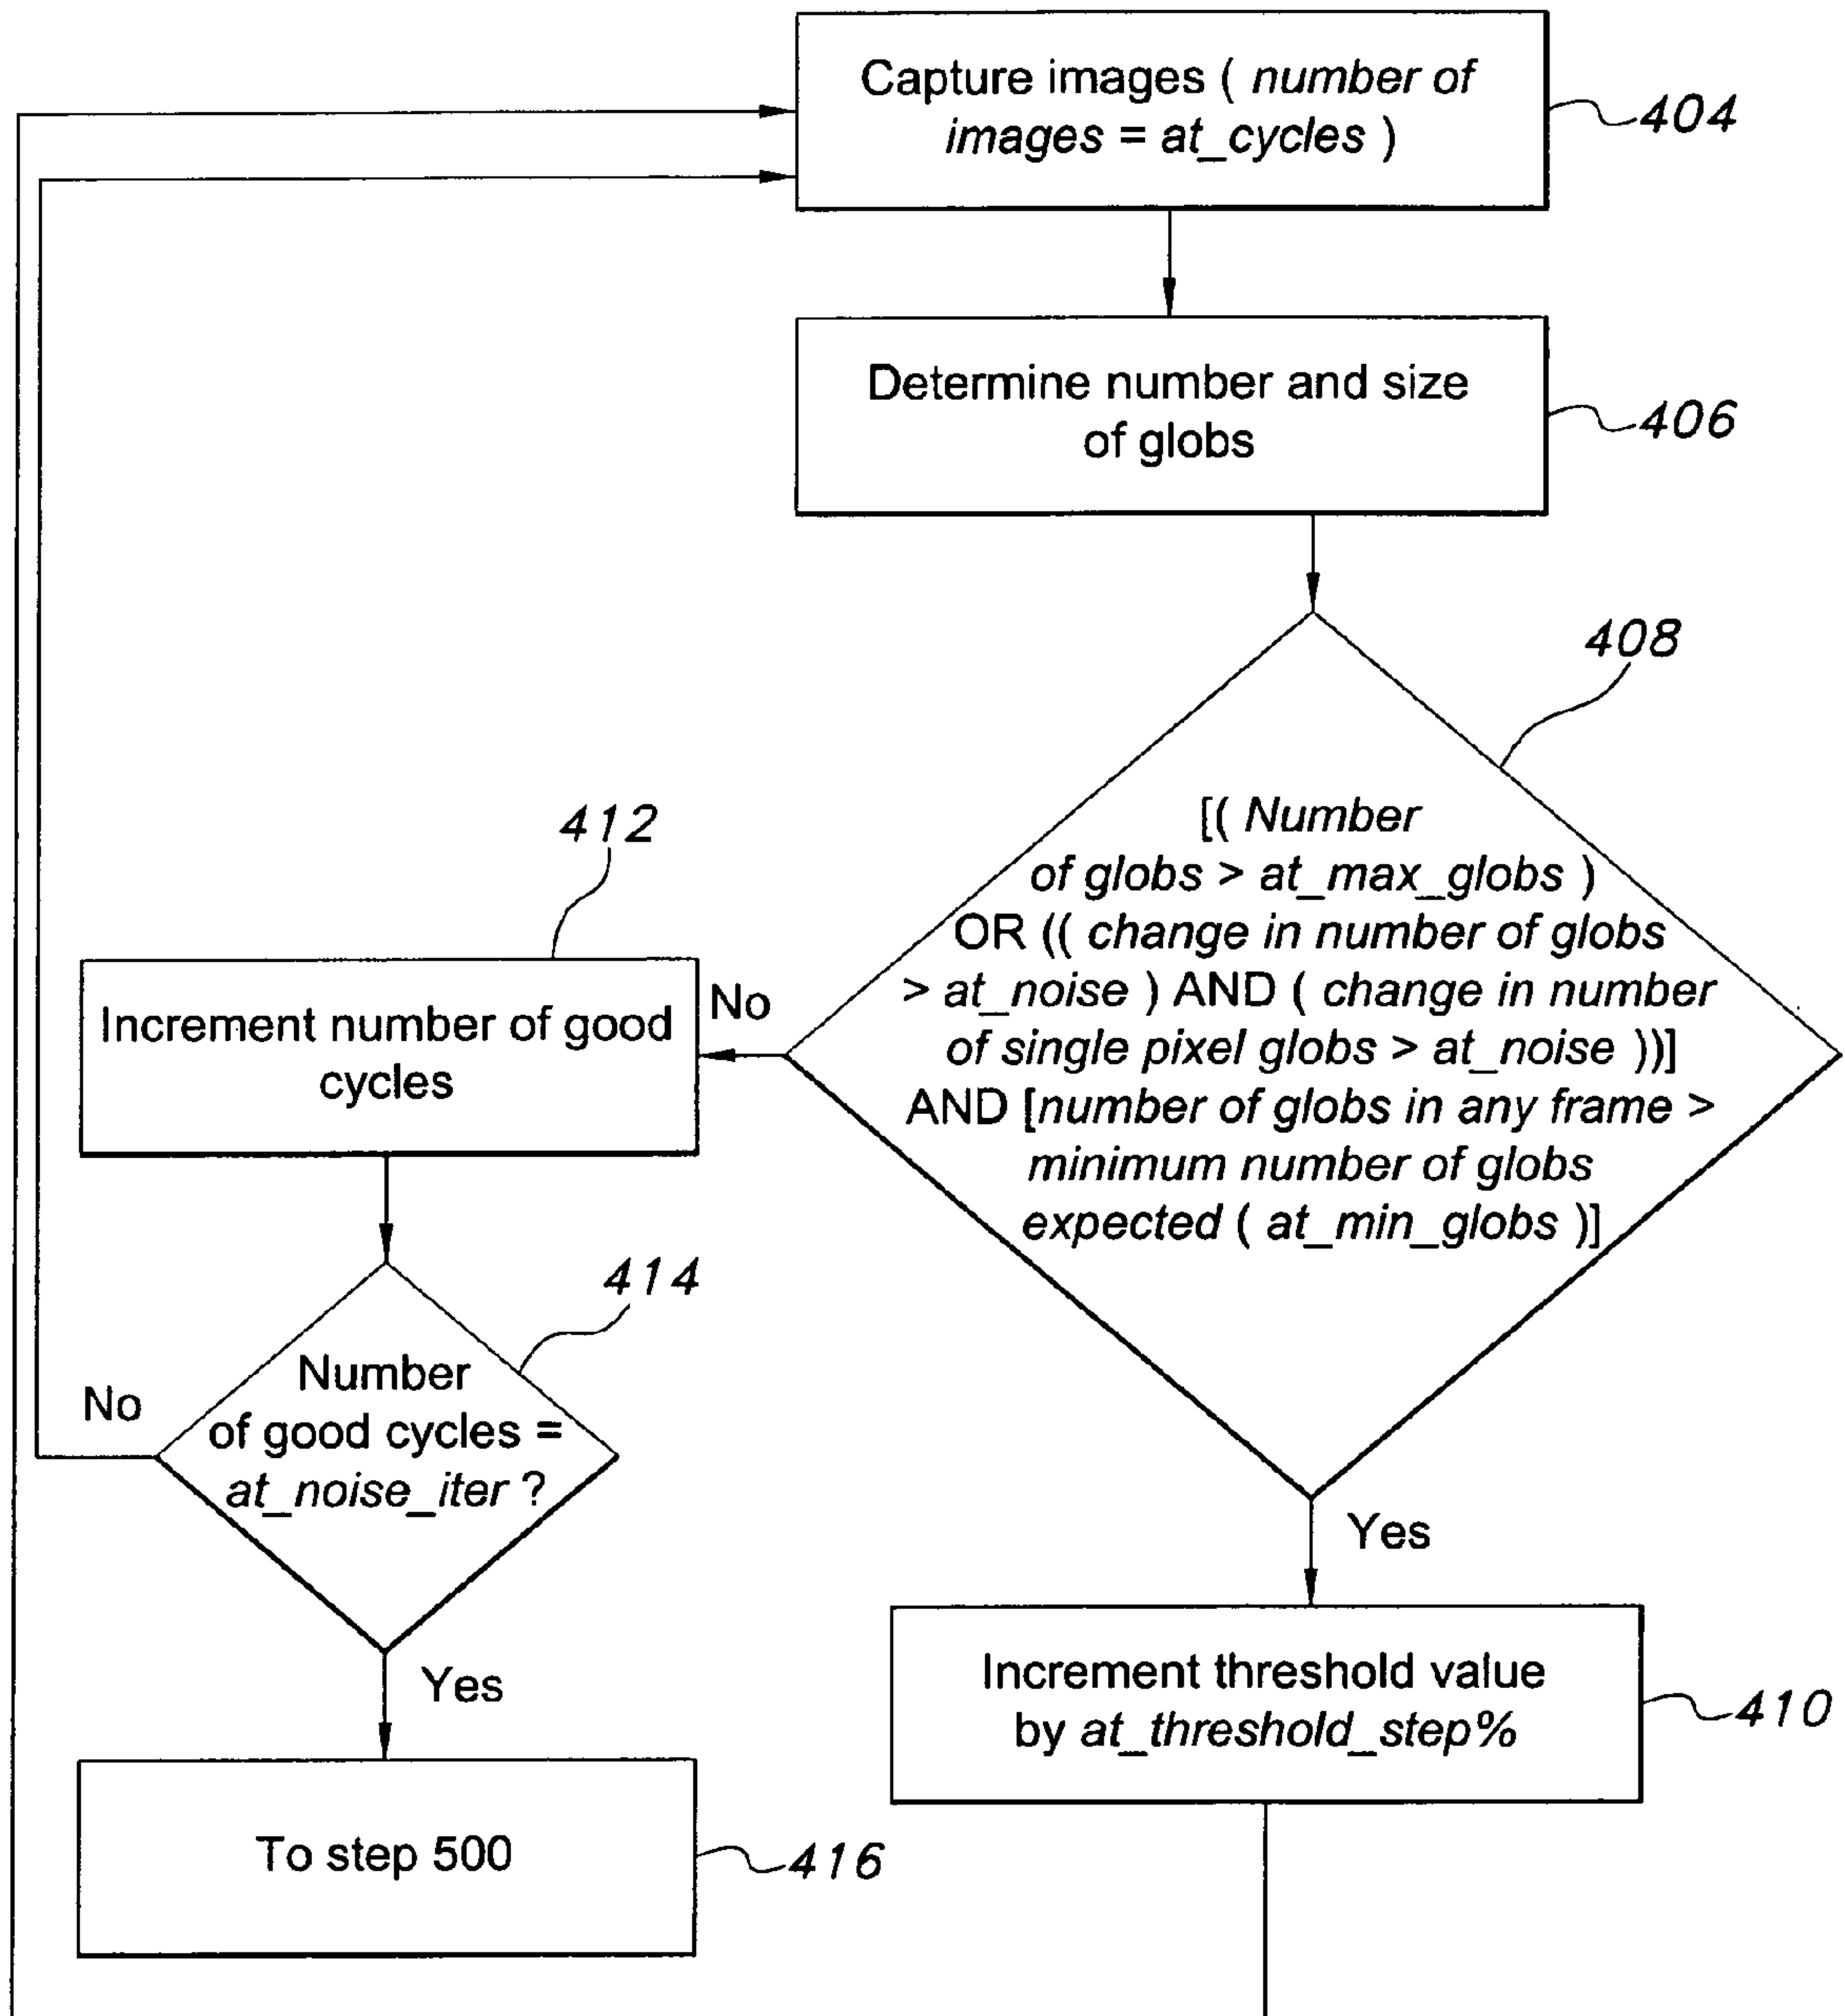 Capture images ( number of
images = at_cycles )
404
Determine number and size
of globs
406
408
[( Number
of globs > at_max_globs )
OR (( change in number of globs
> at_noise ) AND ( change in number
of single pixel globs > at_noise ))]
AND [number of globs in any frame >
minimum number of globs
expected ( at_min_globs )]
No
412
Increment number of good
cycles
414
Number
of good cycles =
at_noise_iter ?
No
Yes
To step 500
416
Yes
Increment threshold value
by at_threshold_step%
410